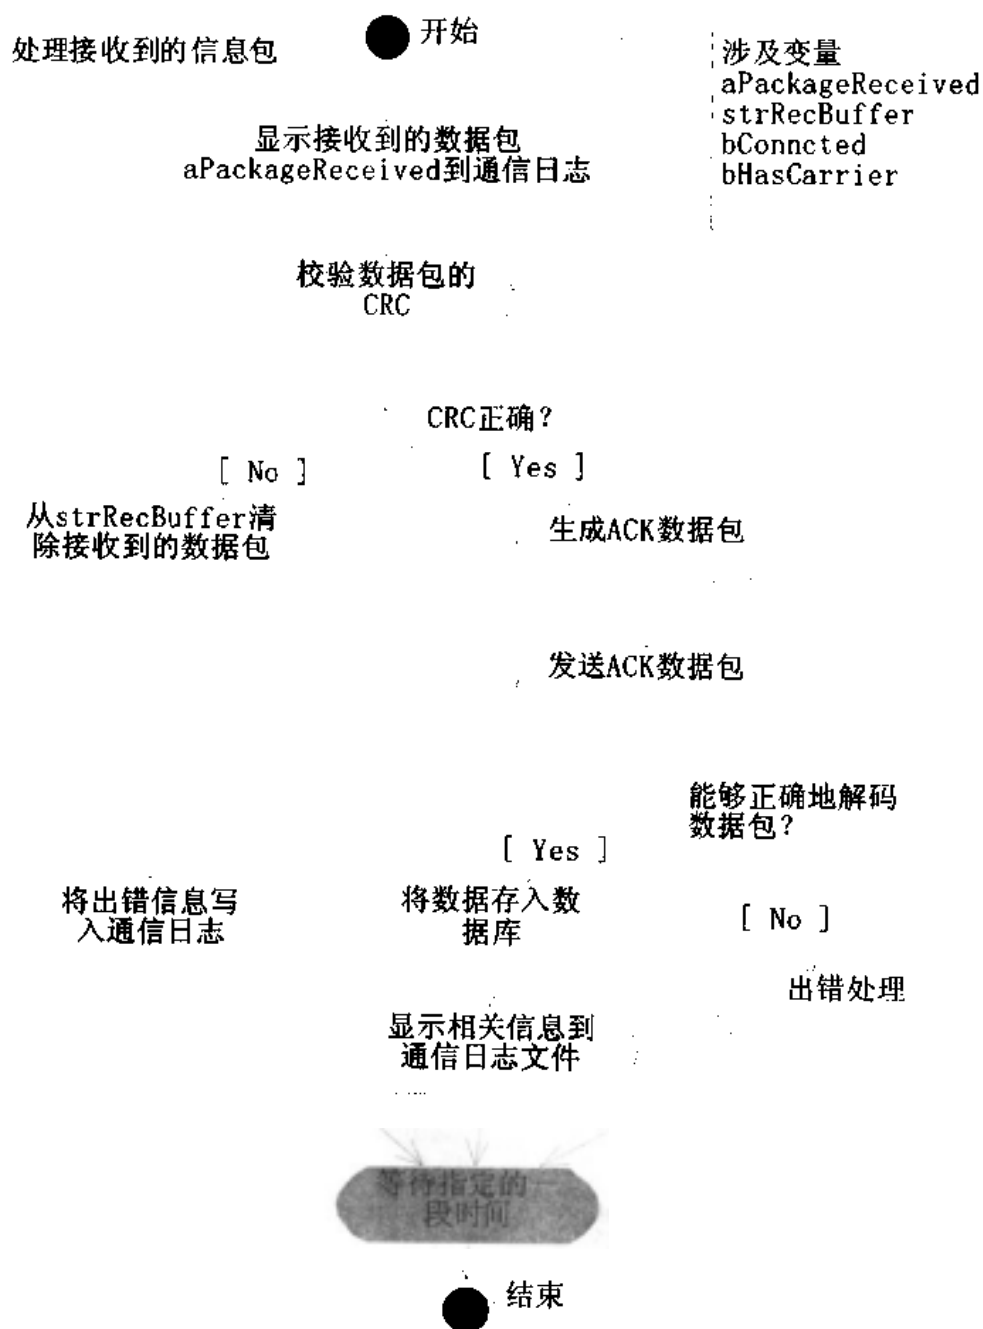 开始
处理接收到的信息包
涉及变量
aPackageReceived
strRecBuffer
bConncted
bHasCarrier
显示接收到的数据包
aPackageReceived到通信日志
校验数据包的
CRC
CRC正确?
[ No ]
[ Yes ]
从strRecBuffer清
除接收到的数据包
生成ACK数据包
发送ACK数据包
能够正确地解码
数据包?
[ Yes ]
将出错信息写
入通信日志
将数据存入数
据库
[ No ]
出错处理
显示相关信息到
通信日志文件
等待指定的一
段时间
结束